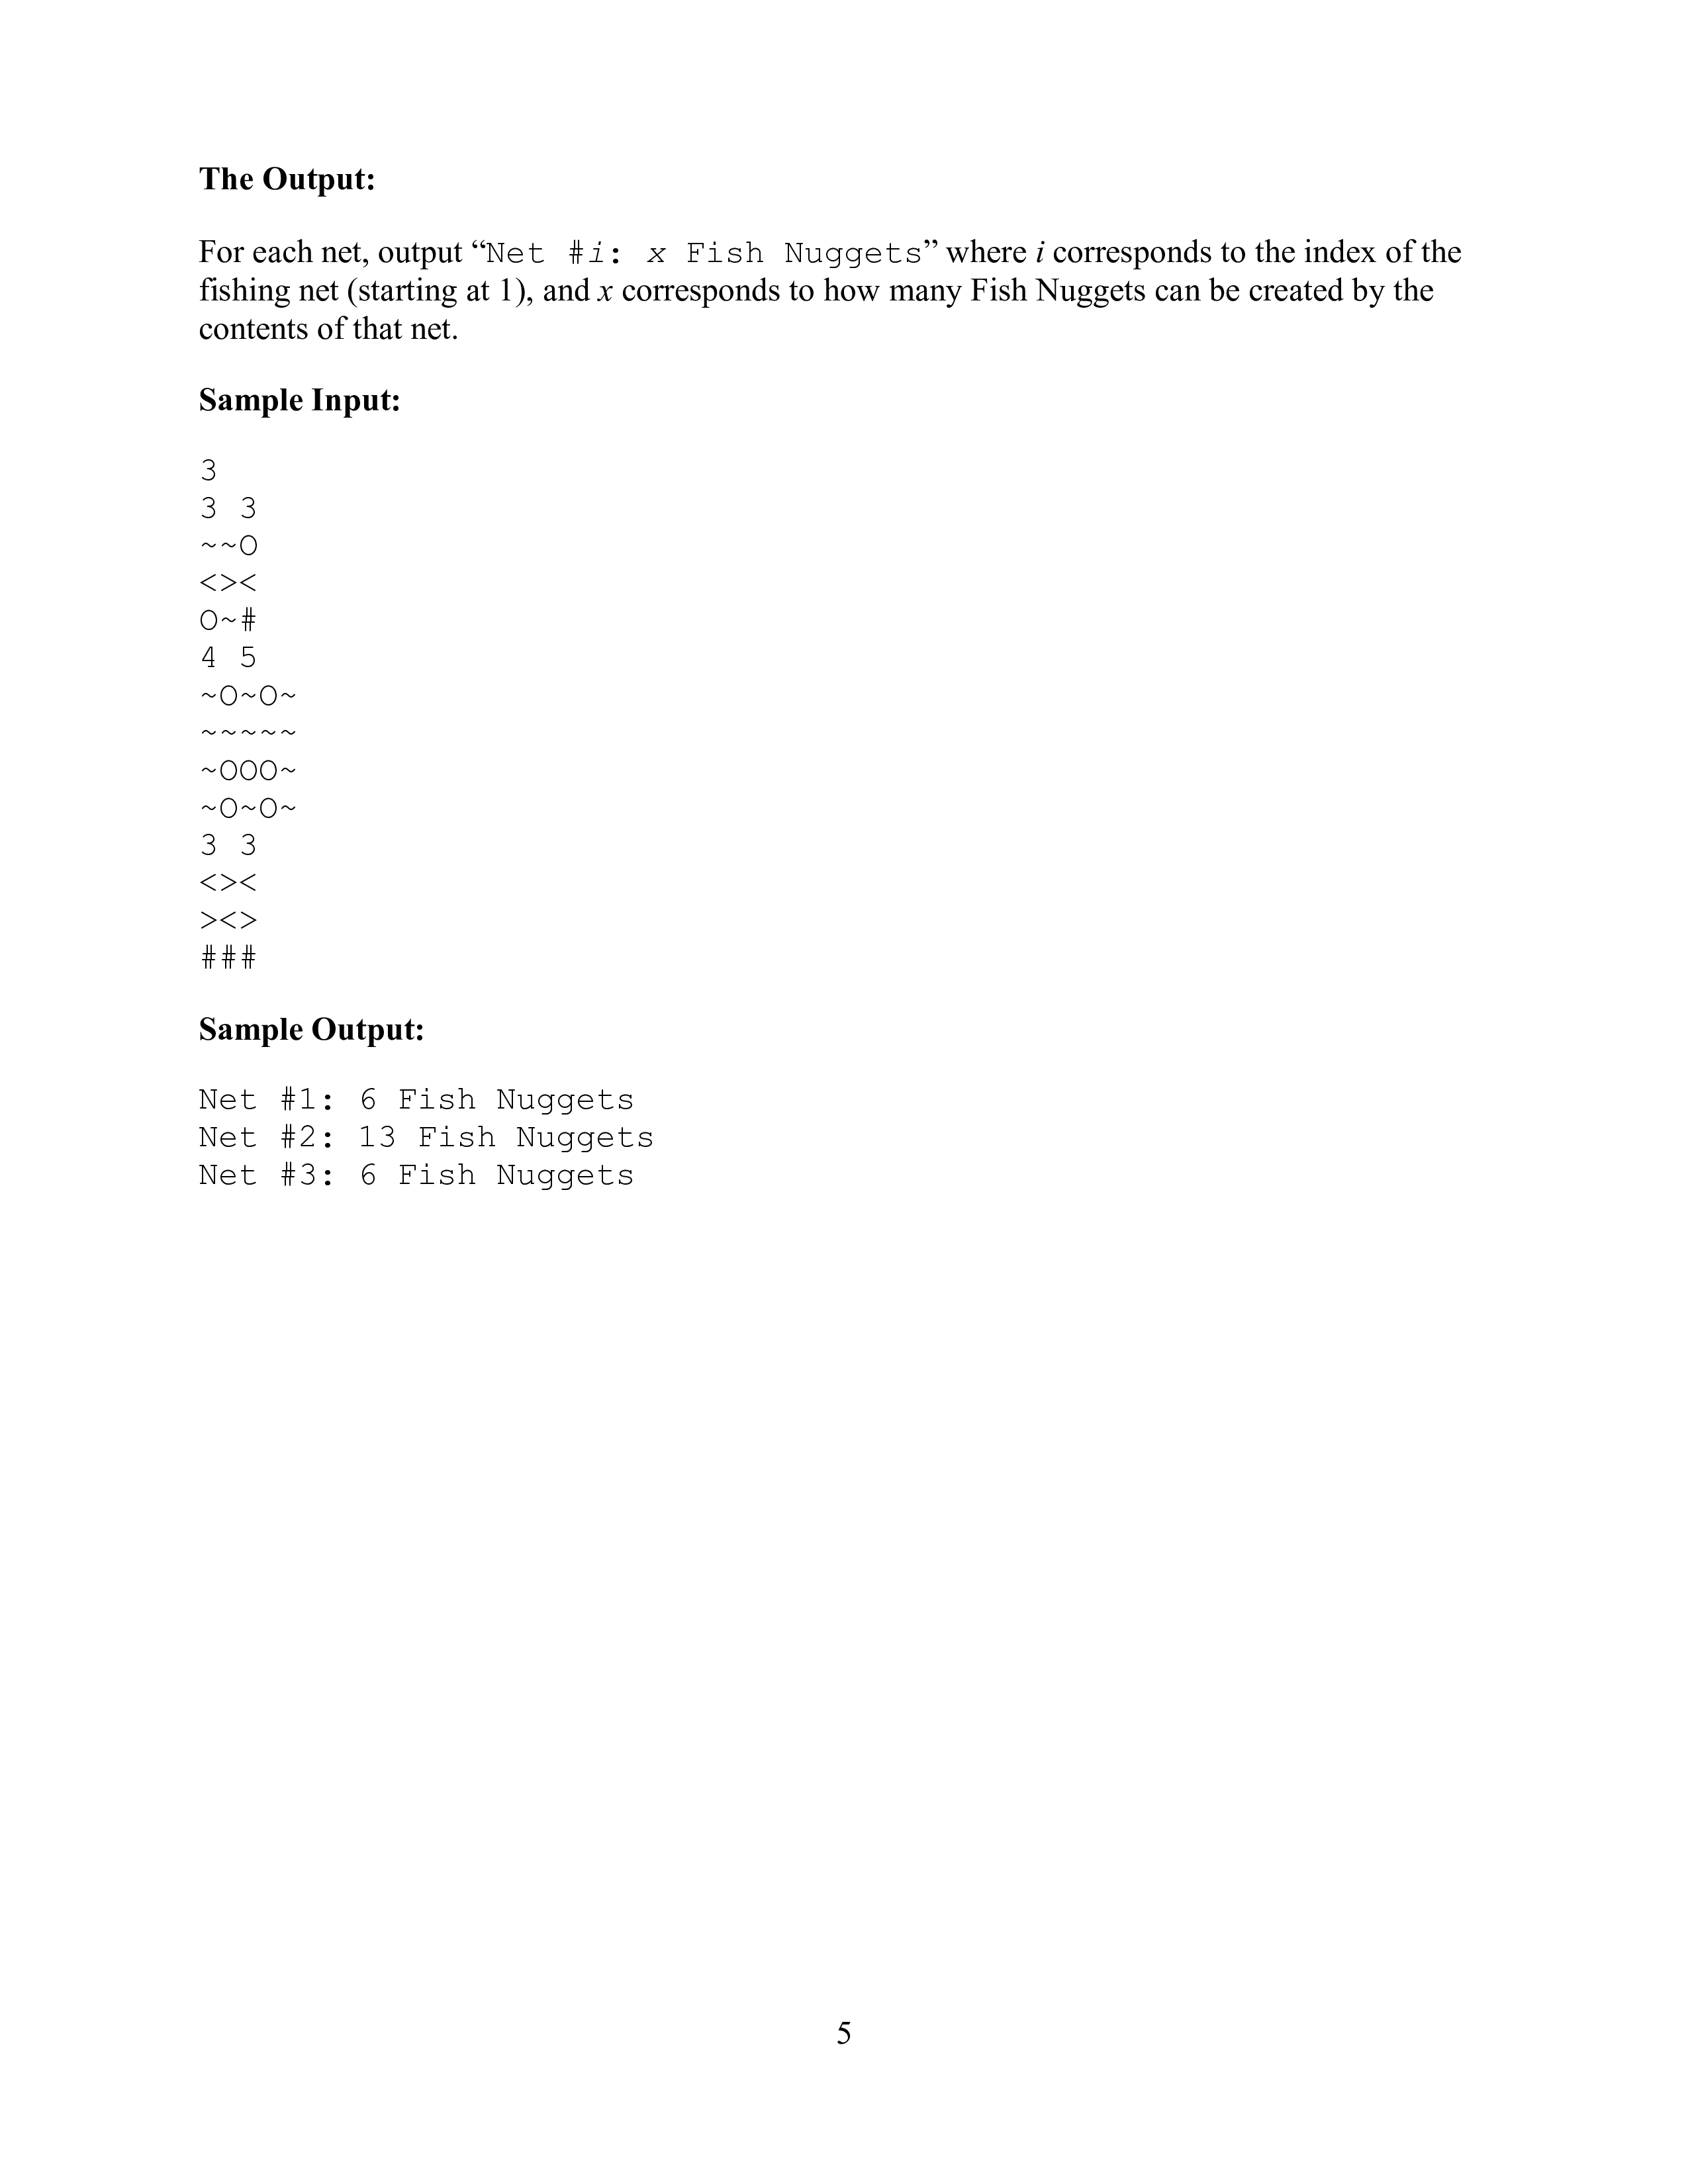 The Output:
For each net, output “Net #i: x Fish Nuggets” where i corresponds to the index of the
fishing net (starting at 1), and x corresponds to how many Fish Nuggets can be created by the
contents of that net.
Sample Input:
3
3 3
~~O
<><
O~#
4 5
~O~O~
~~~~~
~OOO~
~O~O~
3 3
<><
><>
###
Sample Output:
Net #1: 6 Fish Nuggets
Net #2: 13 Fish Nuggets
Net #3: 6 Fish Nuggets
5